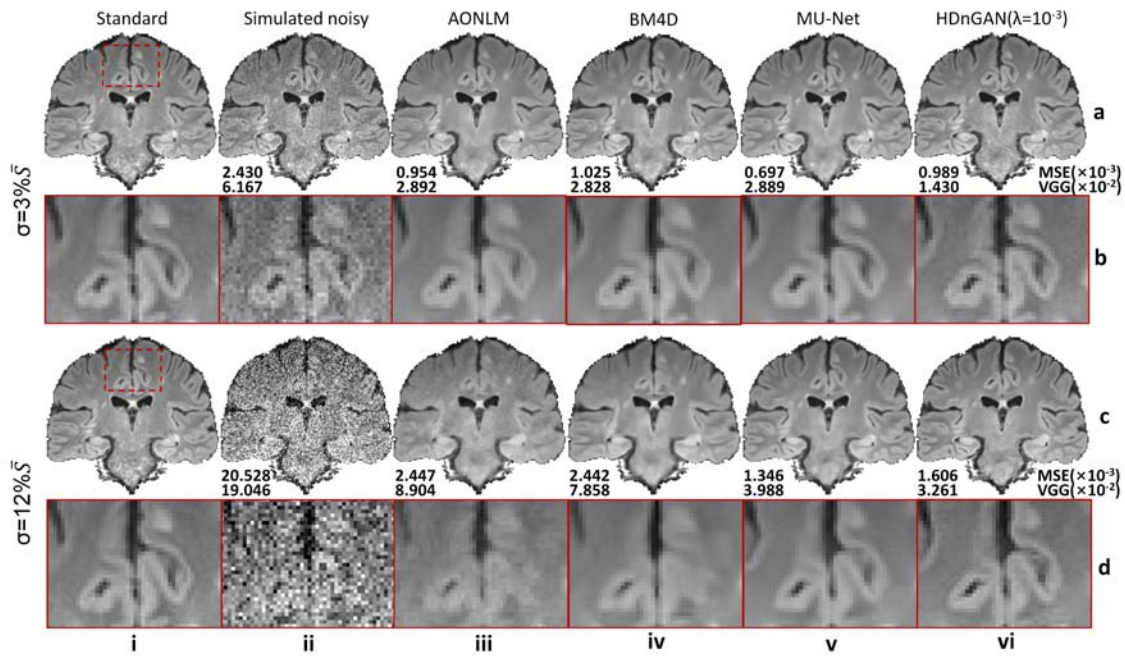 Standard Simulated noisy AONLM BM4D MU-Net HDnGAN(λ=10⁻³)
a
σ=3%S̄
2.430 0.954 1.025 0.697 0.989 MSE(×10⁻³)
6.167 2.892 2.828 2.889 1.430 VGG(×10⁻²)
b
c
σ=12%S̄
20.528 2.447 2.442 1.346 1.606 MSE(×10⁻³)
19.046 8.904 7.858 3.988 3.261 VGG(×10⁻²)
d
i ii iii iv v vi